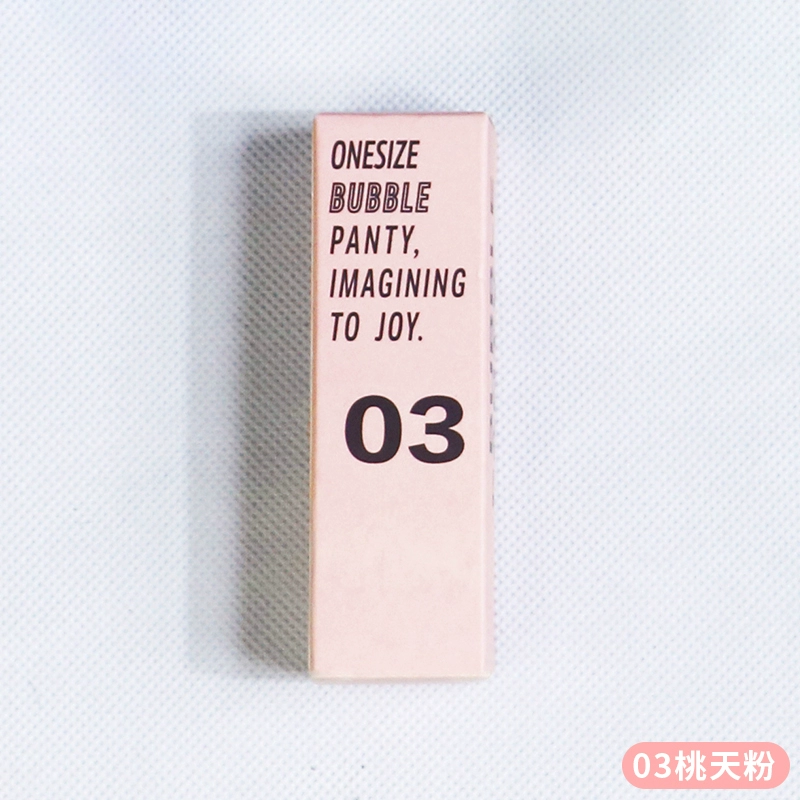 ONESIZE
BUBBLE
PANTY,
IMAGINING
TO JOY.
03
03桃天粉